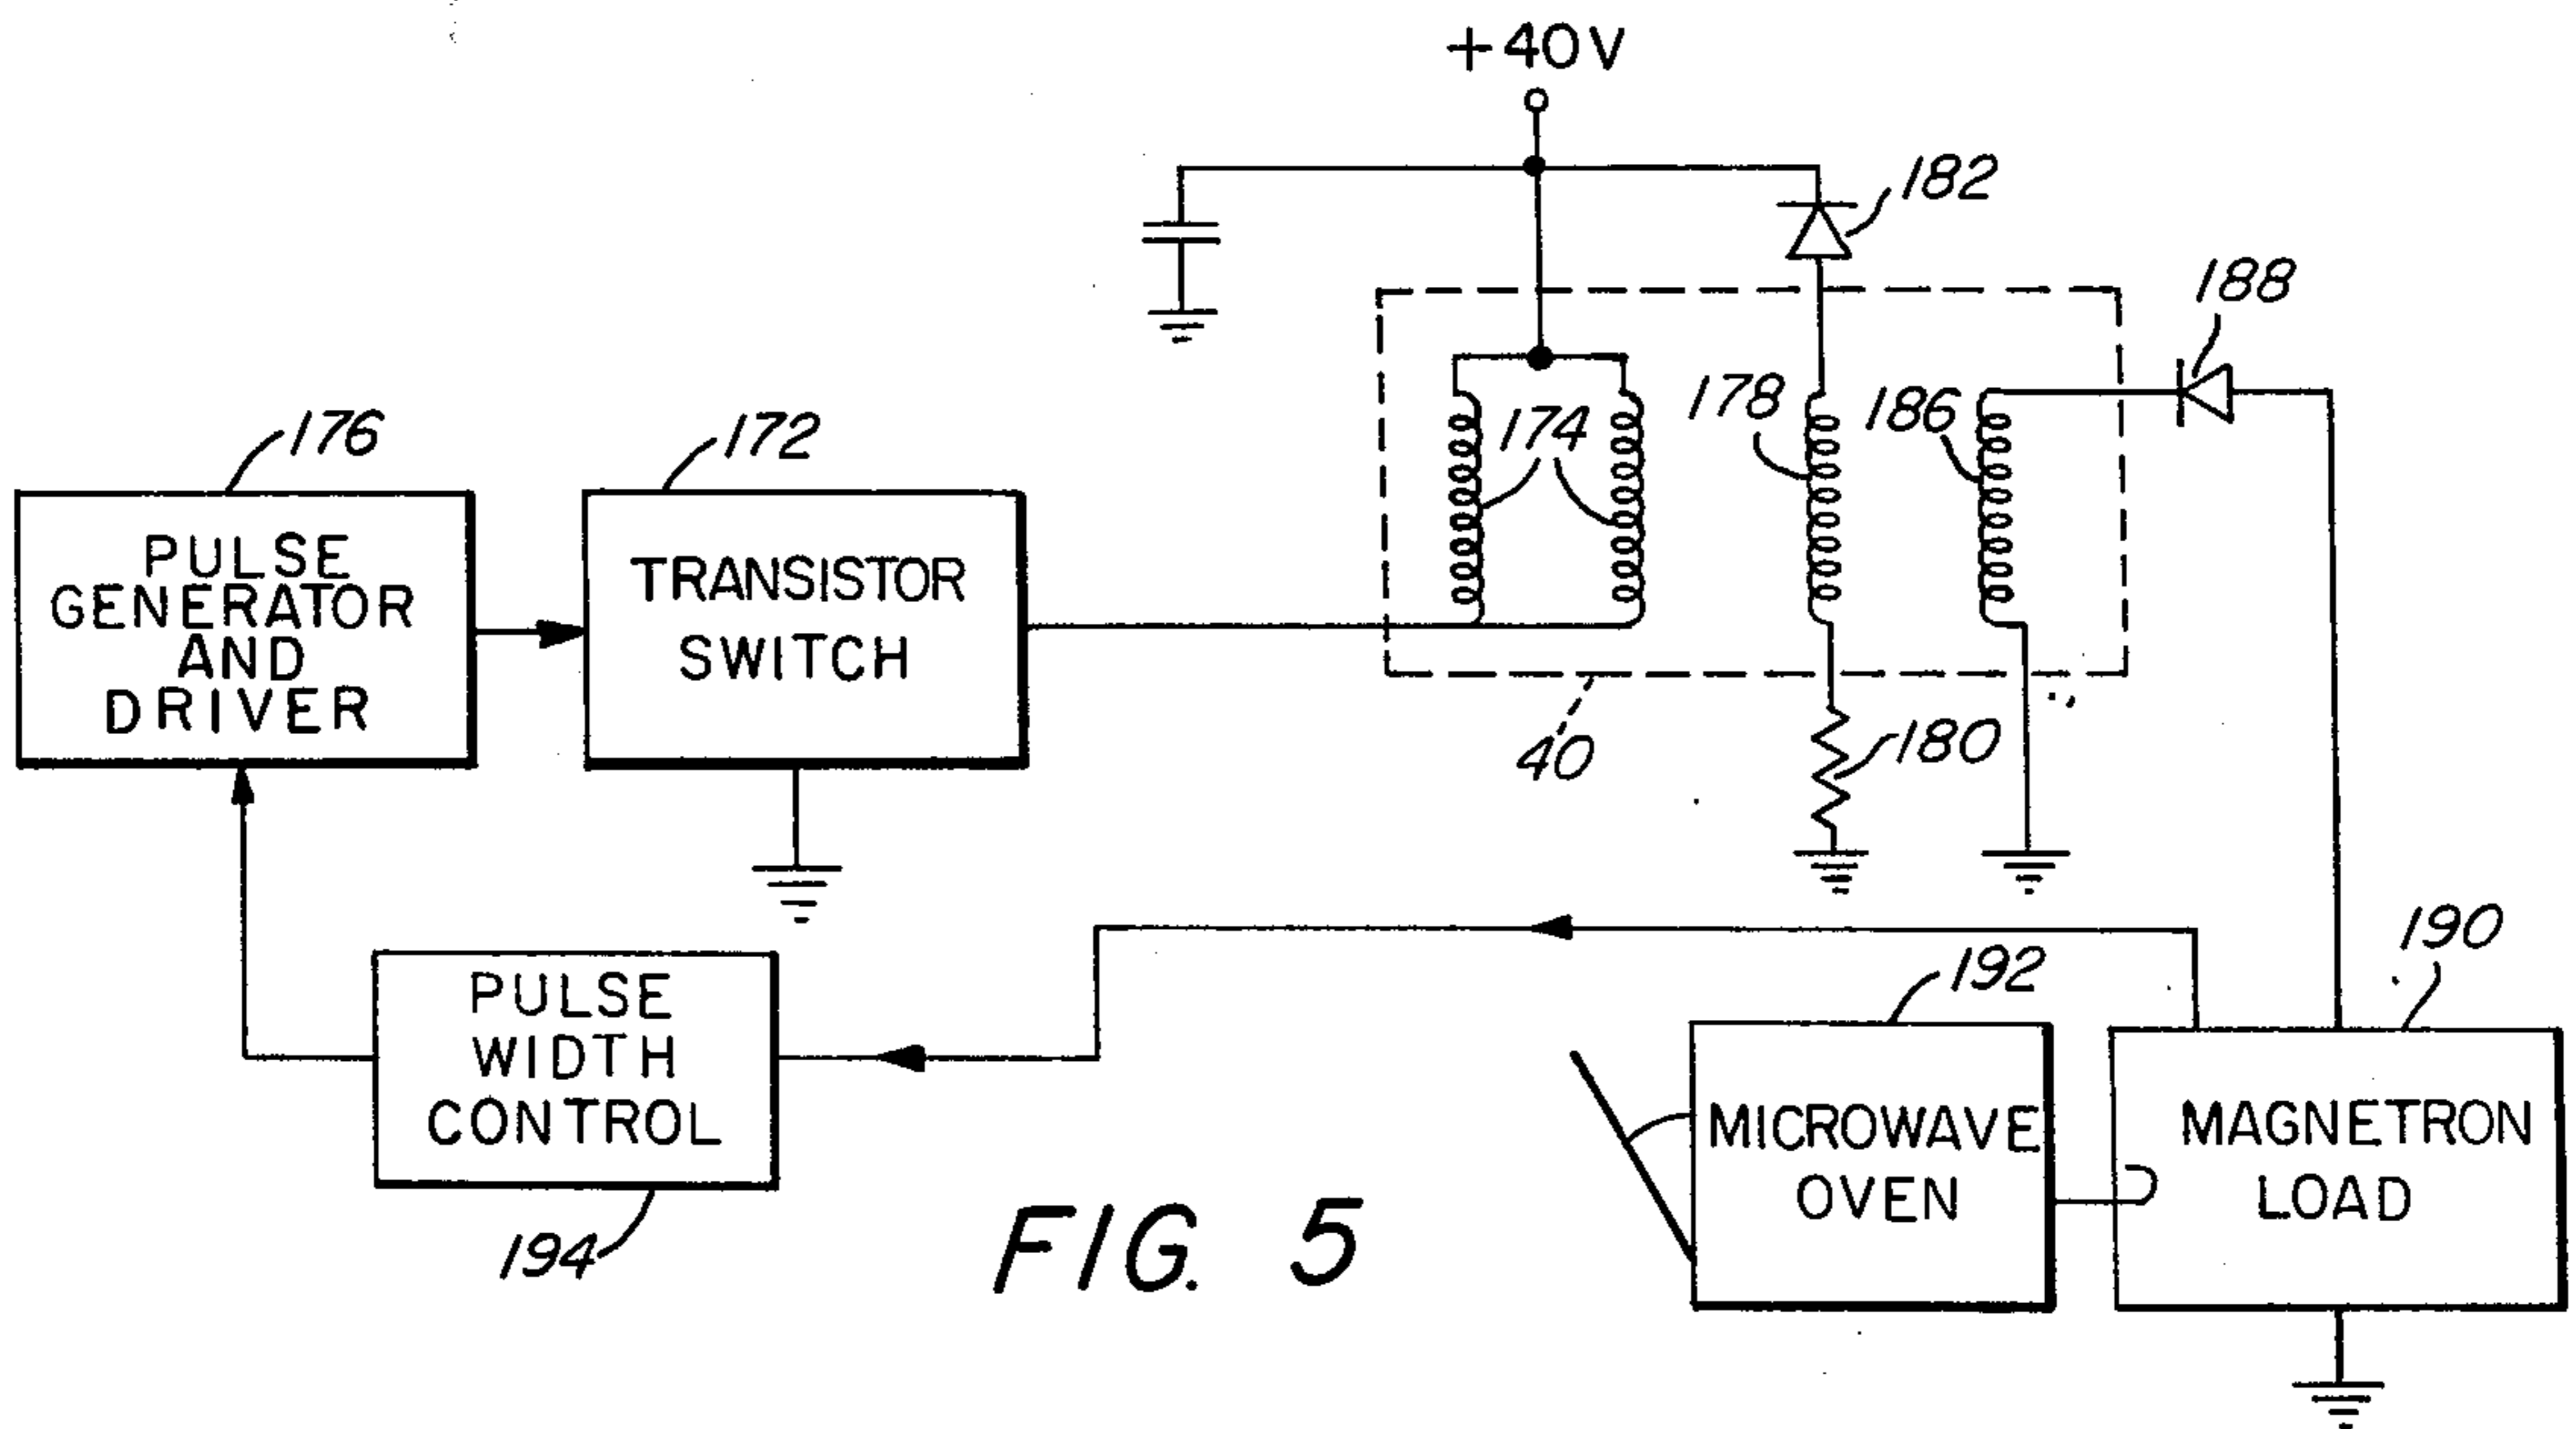 +40V
182
188
176
172
174
178
186
PULSE
GENERATOR
AND
DRIVER
TRANSISTOR
SWITCH
40
180
190
192
PULSE
WIDTH
CONTROL
MICROWAVE
OVEN
MAGNETRON
LOAD
194
FIG. 5